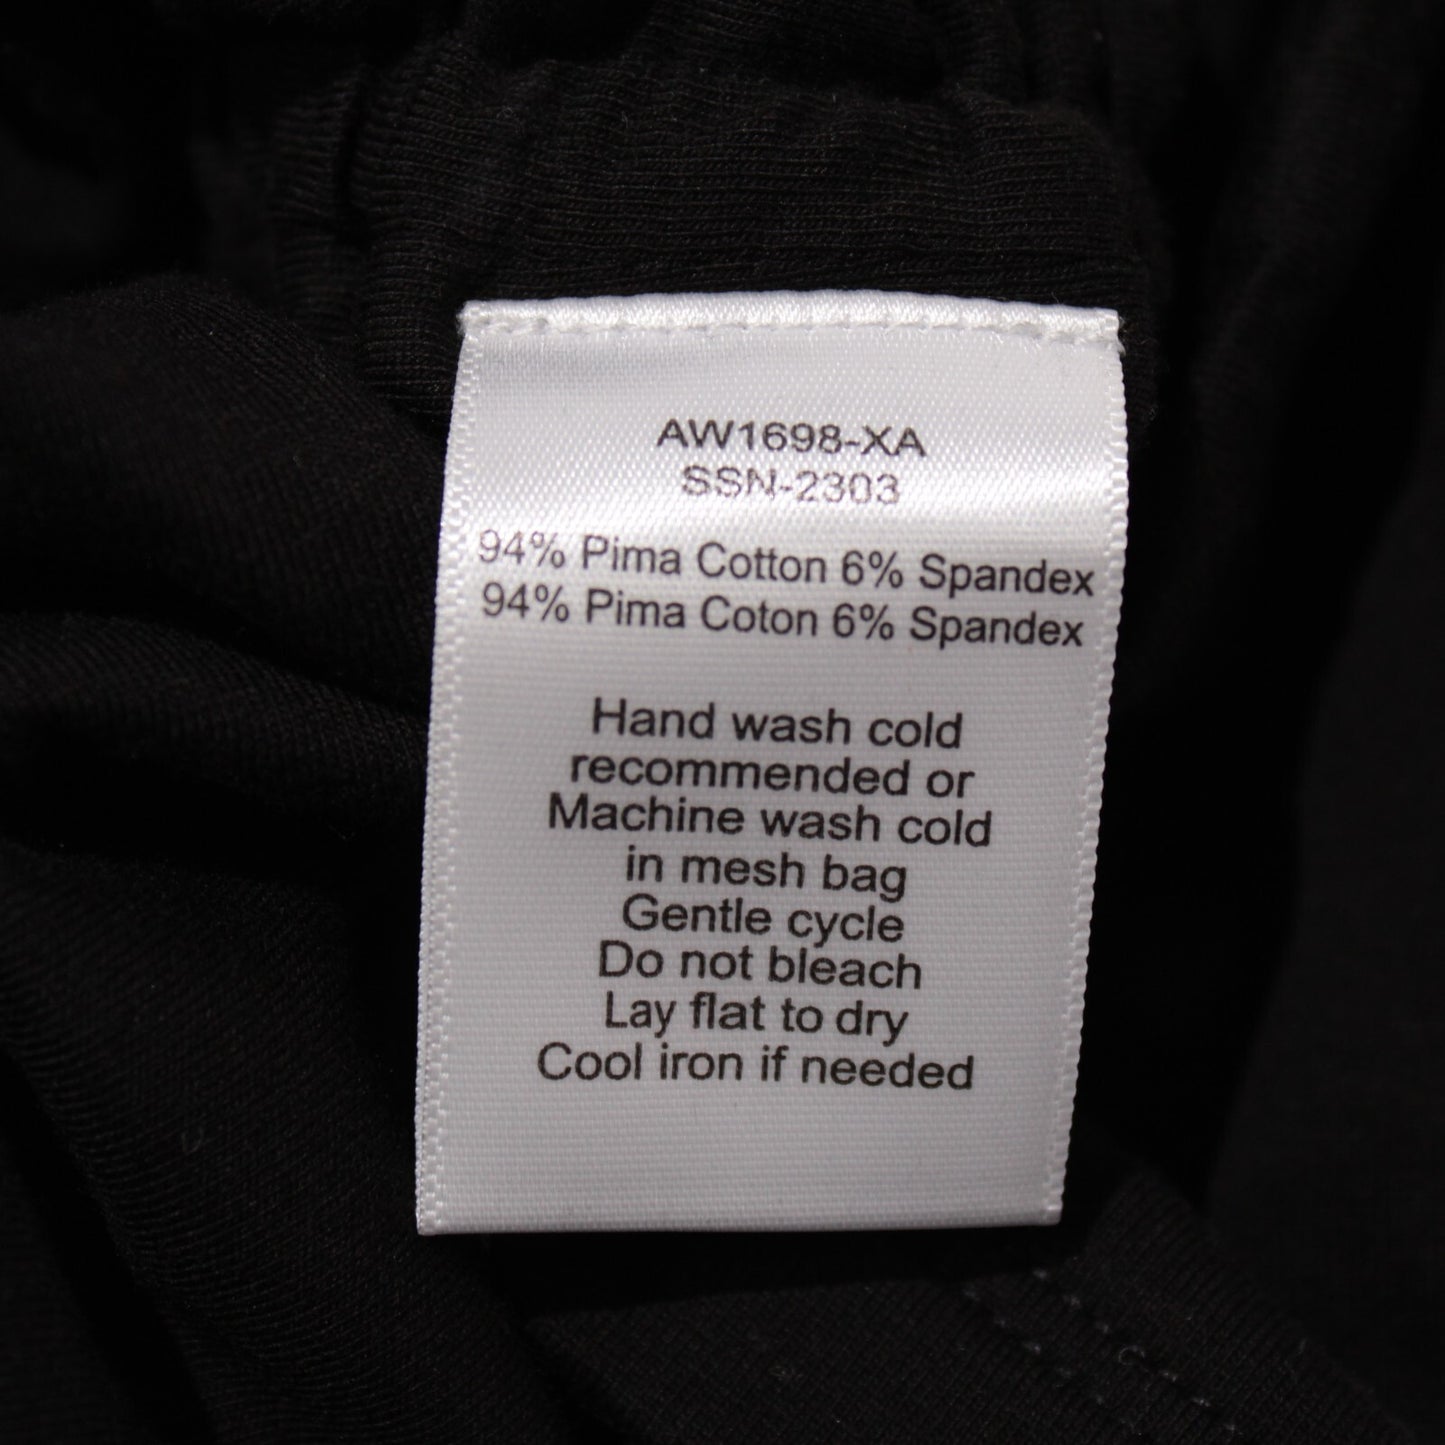 AW1698-XA
SSN-2303
94% Pima Cotton 6% Spandex
94% Pima Coton 6% Spandex
Hand wash cold
recommended or
Machine wash cold
in mesh bag
Gentle cycle
Do not bleach
Lay flat to dry
Cool iron if needed